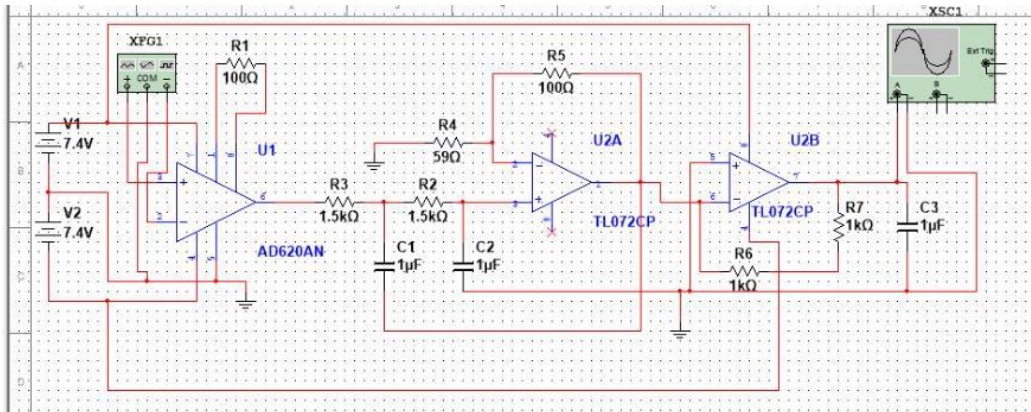 XSC1
XFG1
R1
R5
Ext Trig
+ COM −
100Ω
100Ω
A
B
V1
R4
7.4V
U1
U2A
U2B
59Ω
R3
R2
R7
V2
1.5kΩ
1.5kΩ
TL072CP
TL072CP
C3
7.4V
1kΩ
1µF
AD620AN
C1
C2
R6
1µF
1µF
1kΩ